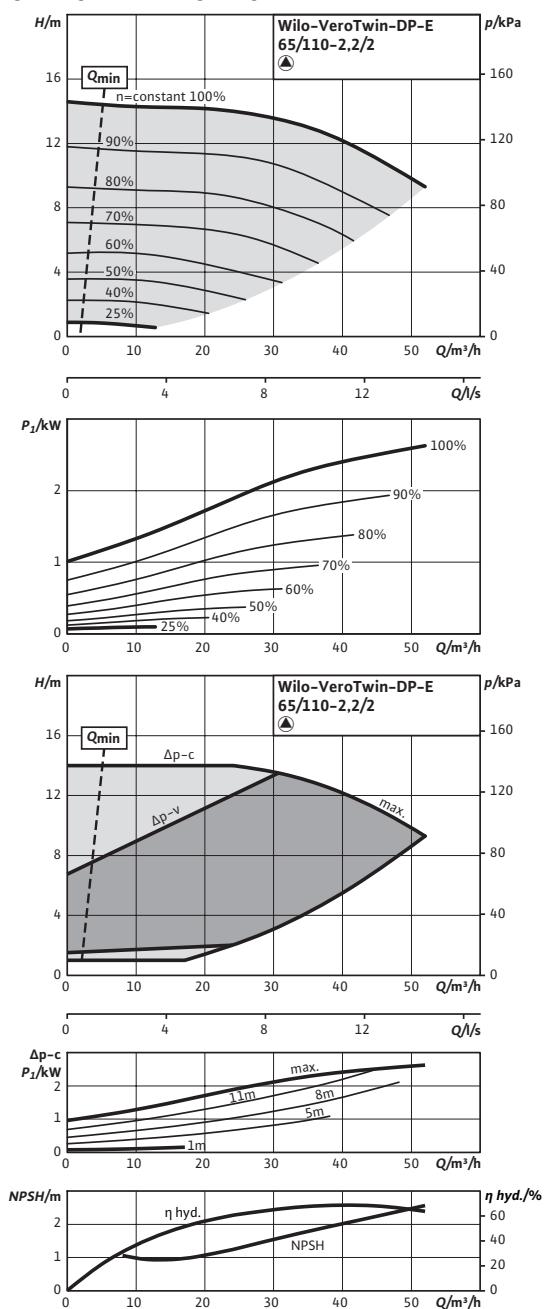 H/m
Wilo-VeroTwin-DP-E
65/110-2,2/2
p/kPa
16
Qmin
160
n=constant 100%
12
90%
120
80%
8
70%
80
60%
4
50%
40
40%
25%
0
0
0 10 20 30 40 50 Q/m³/h
0 4 8 12 Q/l/s
P₁/kW
100%
2
90%
80%
1
70%
60%
50%
40%
25%
0
0 10 20 30 40 50 Q/m³/h
H/m
Wilo-VeroTwin-DP-E
65/110-2,2/2
p/kPa
16
Qmin
160
Δp-c
12
Δp-v
max.
120
8
80
4
40
0
0
0 10 20 30 40 50 Q/m³/h
0 4 8 12 Q/l/s
Δp-c
P₁/kW
max.
2
11m
8m
1
5m
1m
0
0 10 20 30 40 50 Q/m³/h
NPSH/m
η hyd./%
η hyd.
2
60
NPSH
40
1
20
0
0
0 10 20 30 40 50 Q/m³/h